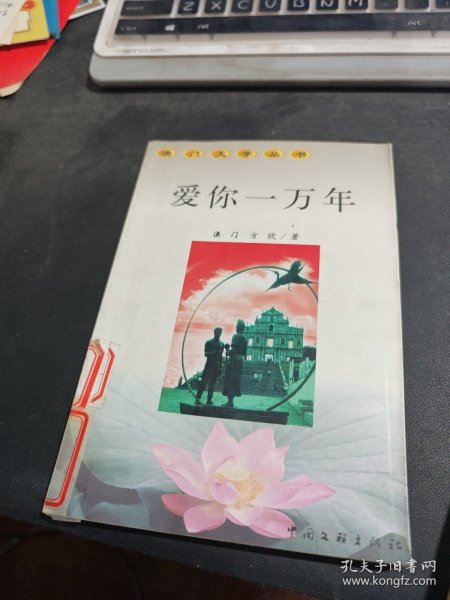 澳门文学丛书
爱你一万年
澳门 方欣/著
中国文联出版社
孔夫子旧书网
www.kongfz.com